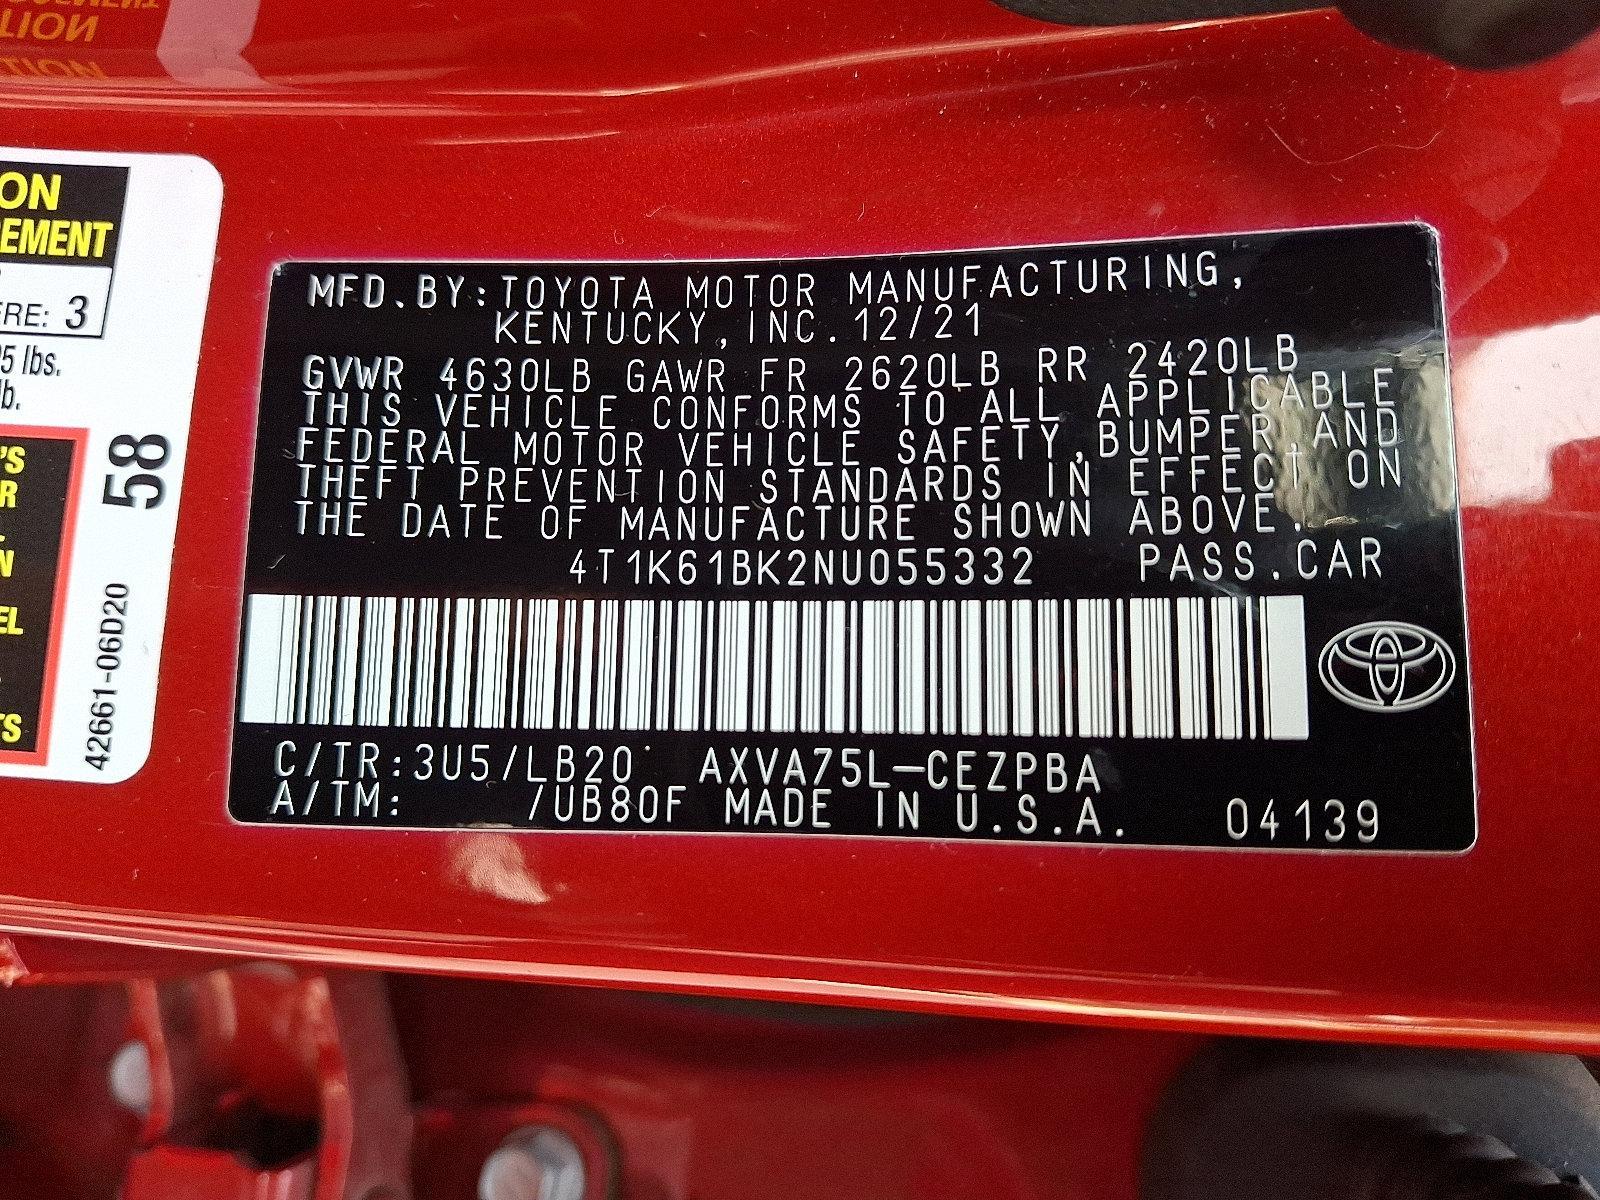 ON
EMENT
ERE: 3
5 lbs.
lb.
'S
R
N
EL
TS
58
42661-06D20
MFD.BY:TOYOTA MOTOR MANUFACTURING,
KENTUCKY,INC.12/21
GVWR 4630LB GAWR FR 2620LB RR 2420LB
THIS VEHICLE CONFORMS TO ALL APPLICABLE
FEDERAL MOTOR VEHICLE SAFETY,BUMPER,AND
THEFT PREVENTION STANDARDS IN EFFECT ON
THE DATE OF MANUFACTURE SHOWN ABOVE.
4T1K61BK2NU055332 PASS.CAR
C/TR:3U5/LB20 AXVA75L-CEZPBA
A/TM: /UB80F MADE IN U.S.A. 04139